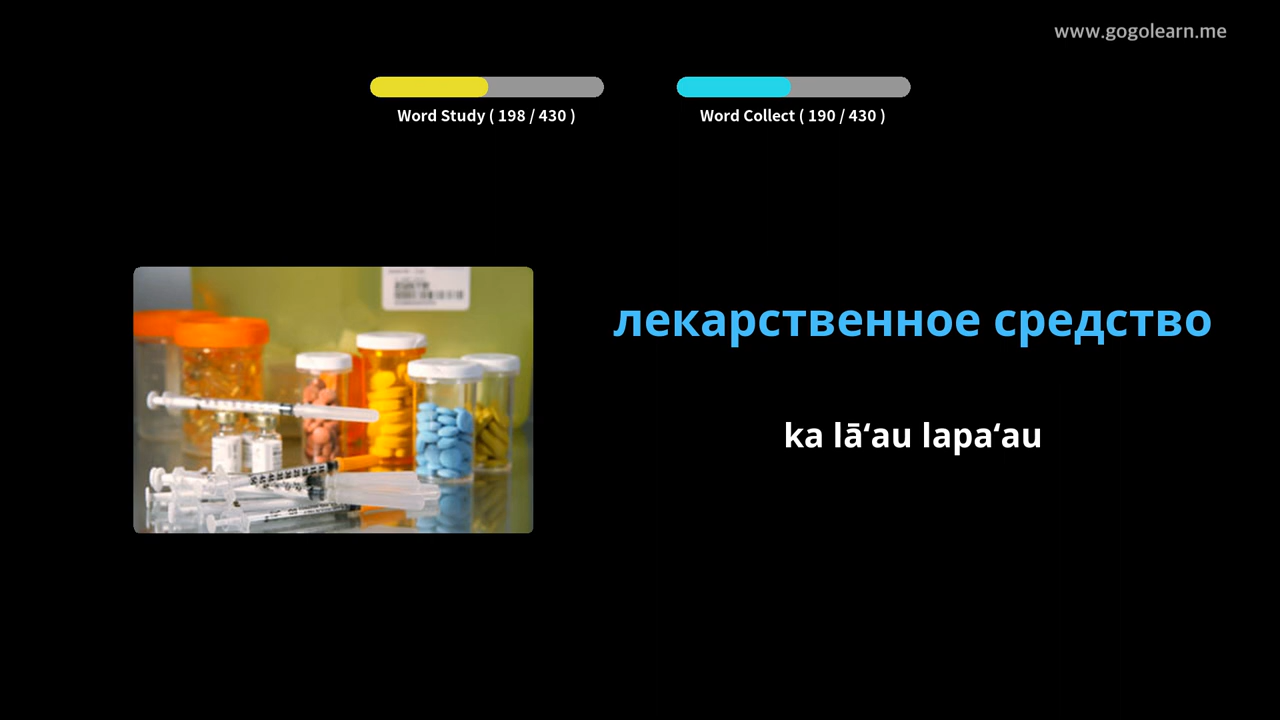 www.gogolearn.me
Word Study ( 198 / 430 )
Word Collect ( 190 / 430 )
лекарственное средство
ka lāʻau lapaʻau